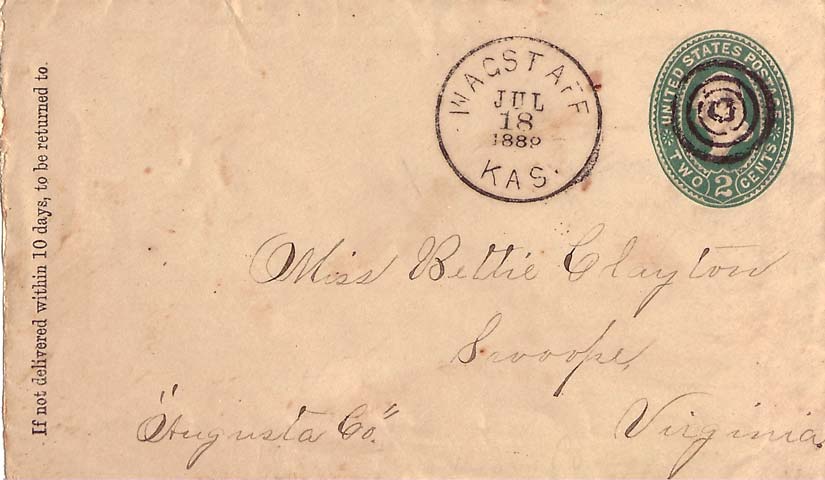 If not delivered within 10 days, to be returned to
WAGSTAFF
JUL
18
1889
KAS.
UNITED STATES POSTAGE
TWO 2 CENTS
Miss Bettie Clayton
Swoope,
"Augusta Co."
Virginia.